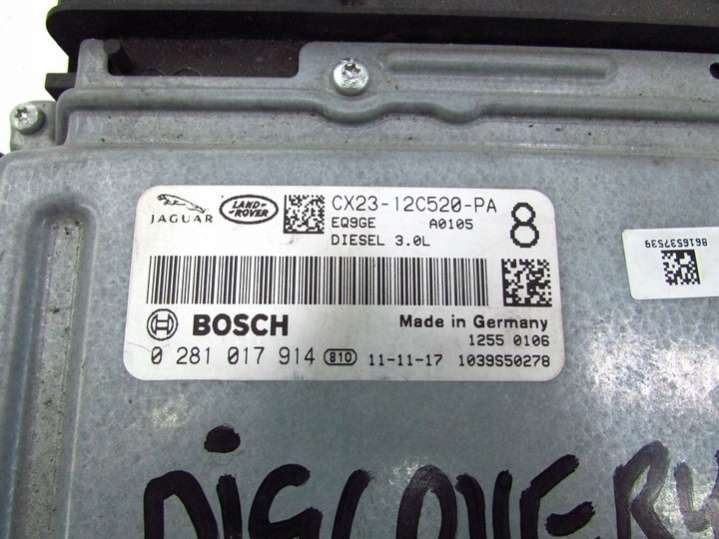 JAGUAR
LAND-
-ROVER
CX23-12C520-PA
EQ9GE A0105
DIESEL 3.0L
8
BOSCH
Made in Germany
1255 0106
0 281 017 914 810 11-11-17 1039S50278
8616537539
DISCOVERY